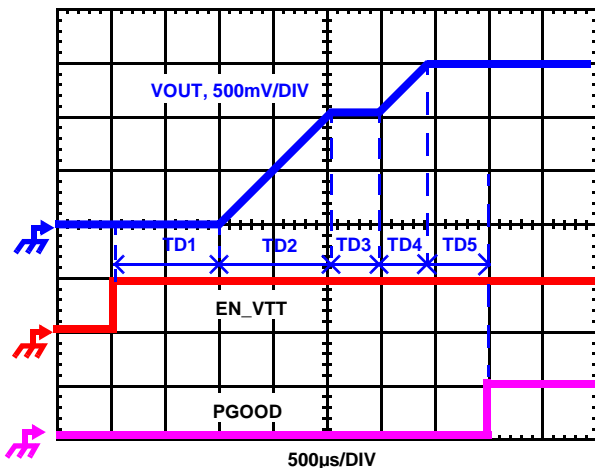 VOUT, 500mV/DIV
TD1 TD2 TD3 TD4 TD5
EN_VTT
PGOOD
500µs/DIV